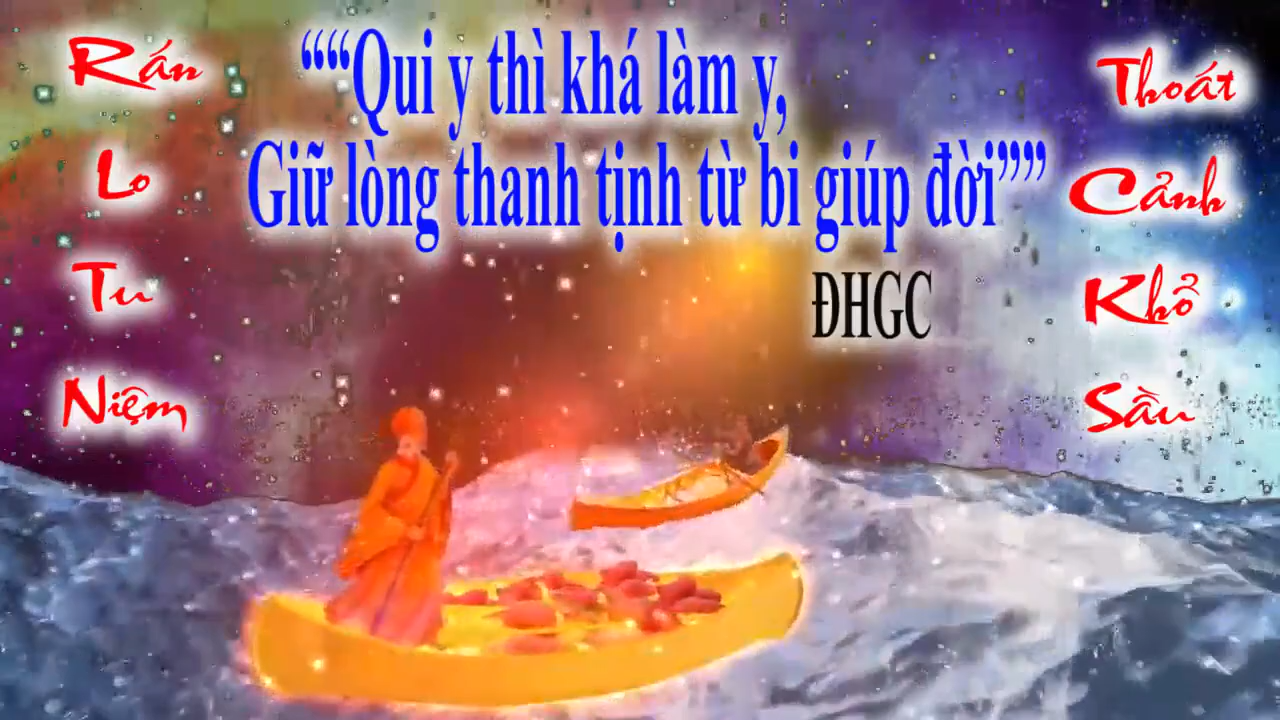 Rán
Lo
Tu
Niệm
““Qui y thì khá làm y,
Giữ lòng thanh tịnh từ bi giúp đời””
ĐHGC
Thoát
Cảnh
Khổ
Sầu